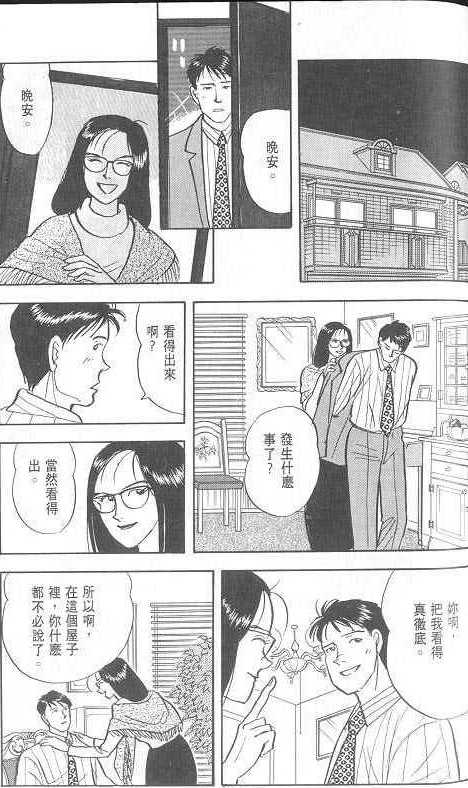 晚安。
晚安。
發生什麼
事了？
看得出來
啊？
當然看得
出。
妳啊，
把我看得
真徹底。
所以啊，
在這個屋子
裡，你什麼
都不必說了。